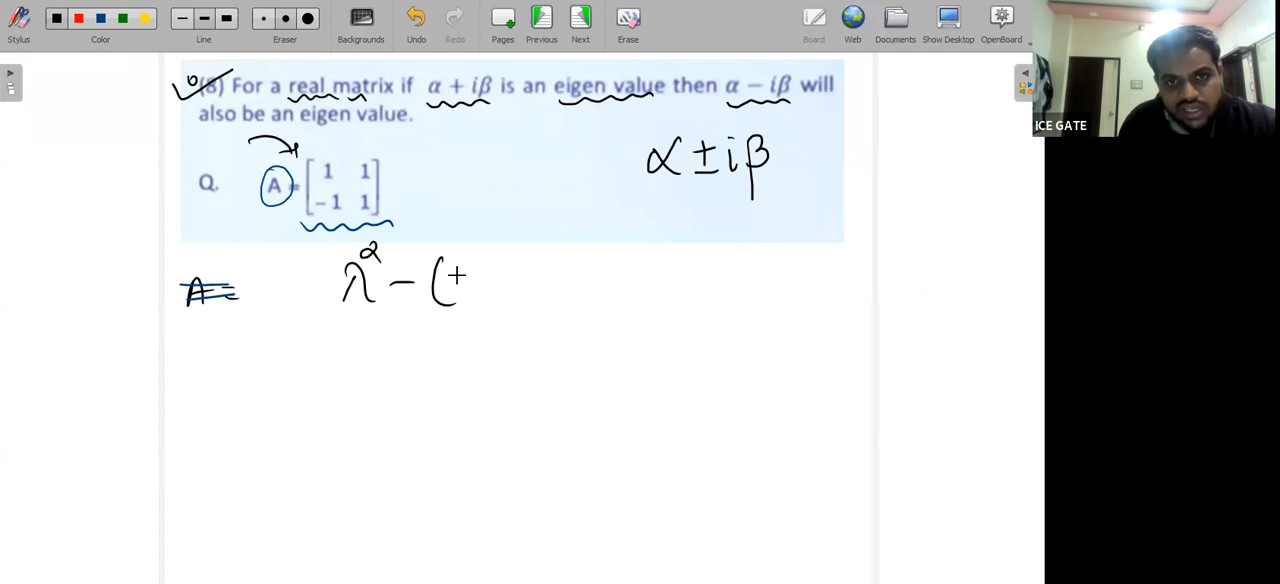 Stylus Color Line Eraser Backgrounds Undo Redo Pages Previous Next Erase Board Web Documents Show Desktop OpenBoard
(8) For a real matrix if α + iβ is an eigen value then α − iβ will
also be an eigen value.
α ± iβ
Q. A = [ 1 1
−1 1 ]
A =
λ² − (+
ICE GATE